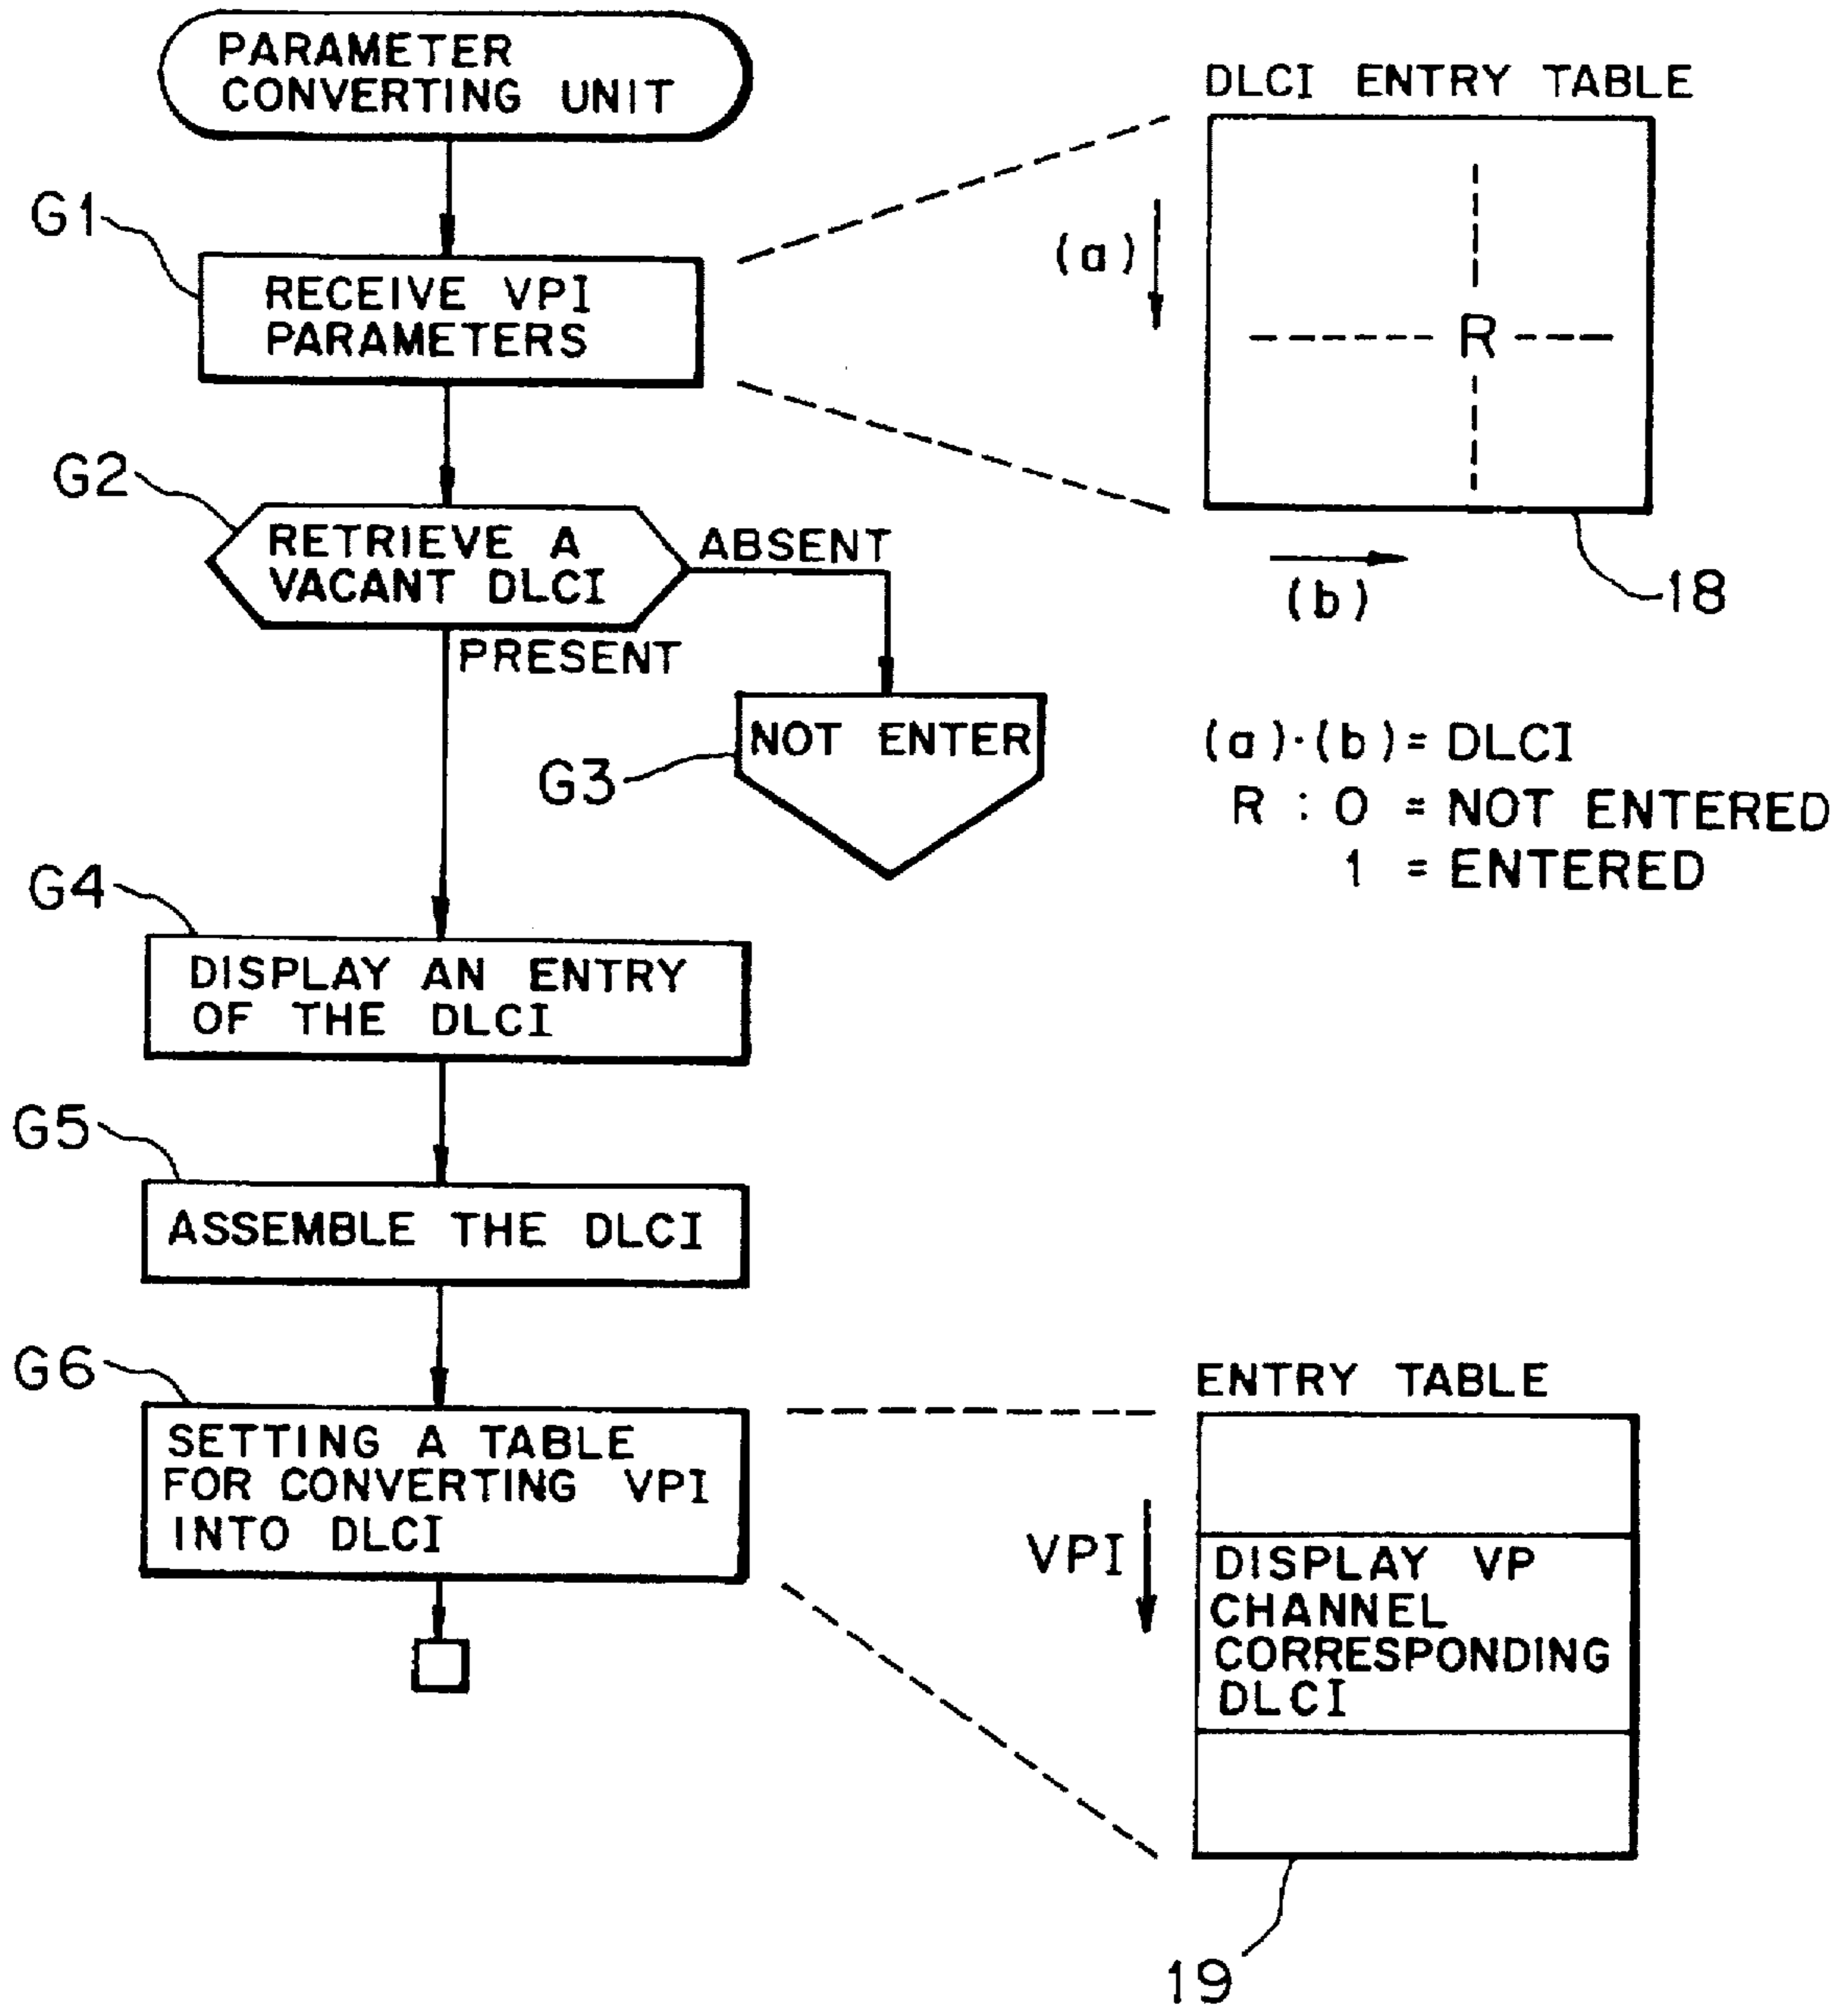 PARAMETER
CONVERTING UNIT
G1
RECEIVE VPI
PARAMETERS
G2
RETRIEVE A
VACANT DLCI
ABSENT
PRESENT
G3
NOT ENTER
G4
DISPLAY AN ENTRY
OF THE DLCI
G5
ASSEMBLE THE DLCI
G6
SETTING A TABLE
FOR CONVERTING VPI
INTO DLCI
DLCI ENTRY TABLE
(a)
R
(b)
18
(a)·(b)= DLCI
R : 0 = NOT ENTERED
1 = ENTERED
ENTRY TABLE
VPI
DISPLAY VP
CHANNEL
CORRESPONDING
DLCI
19